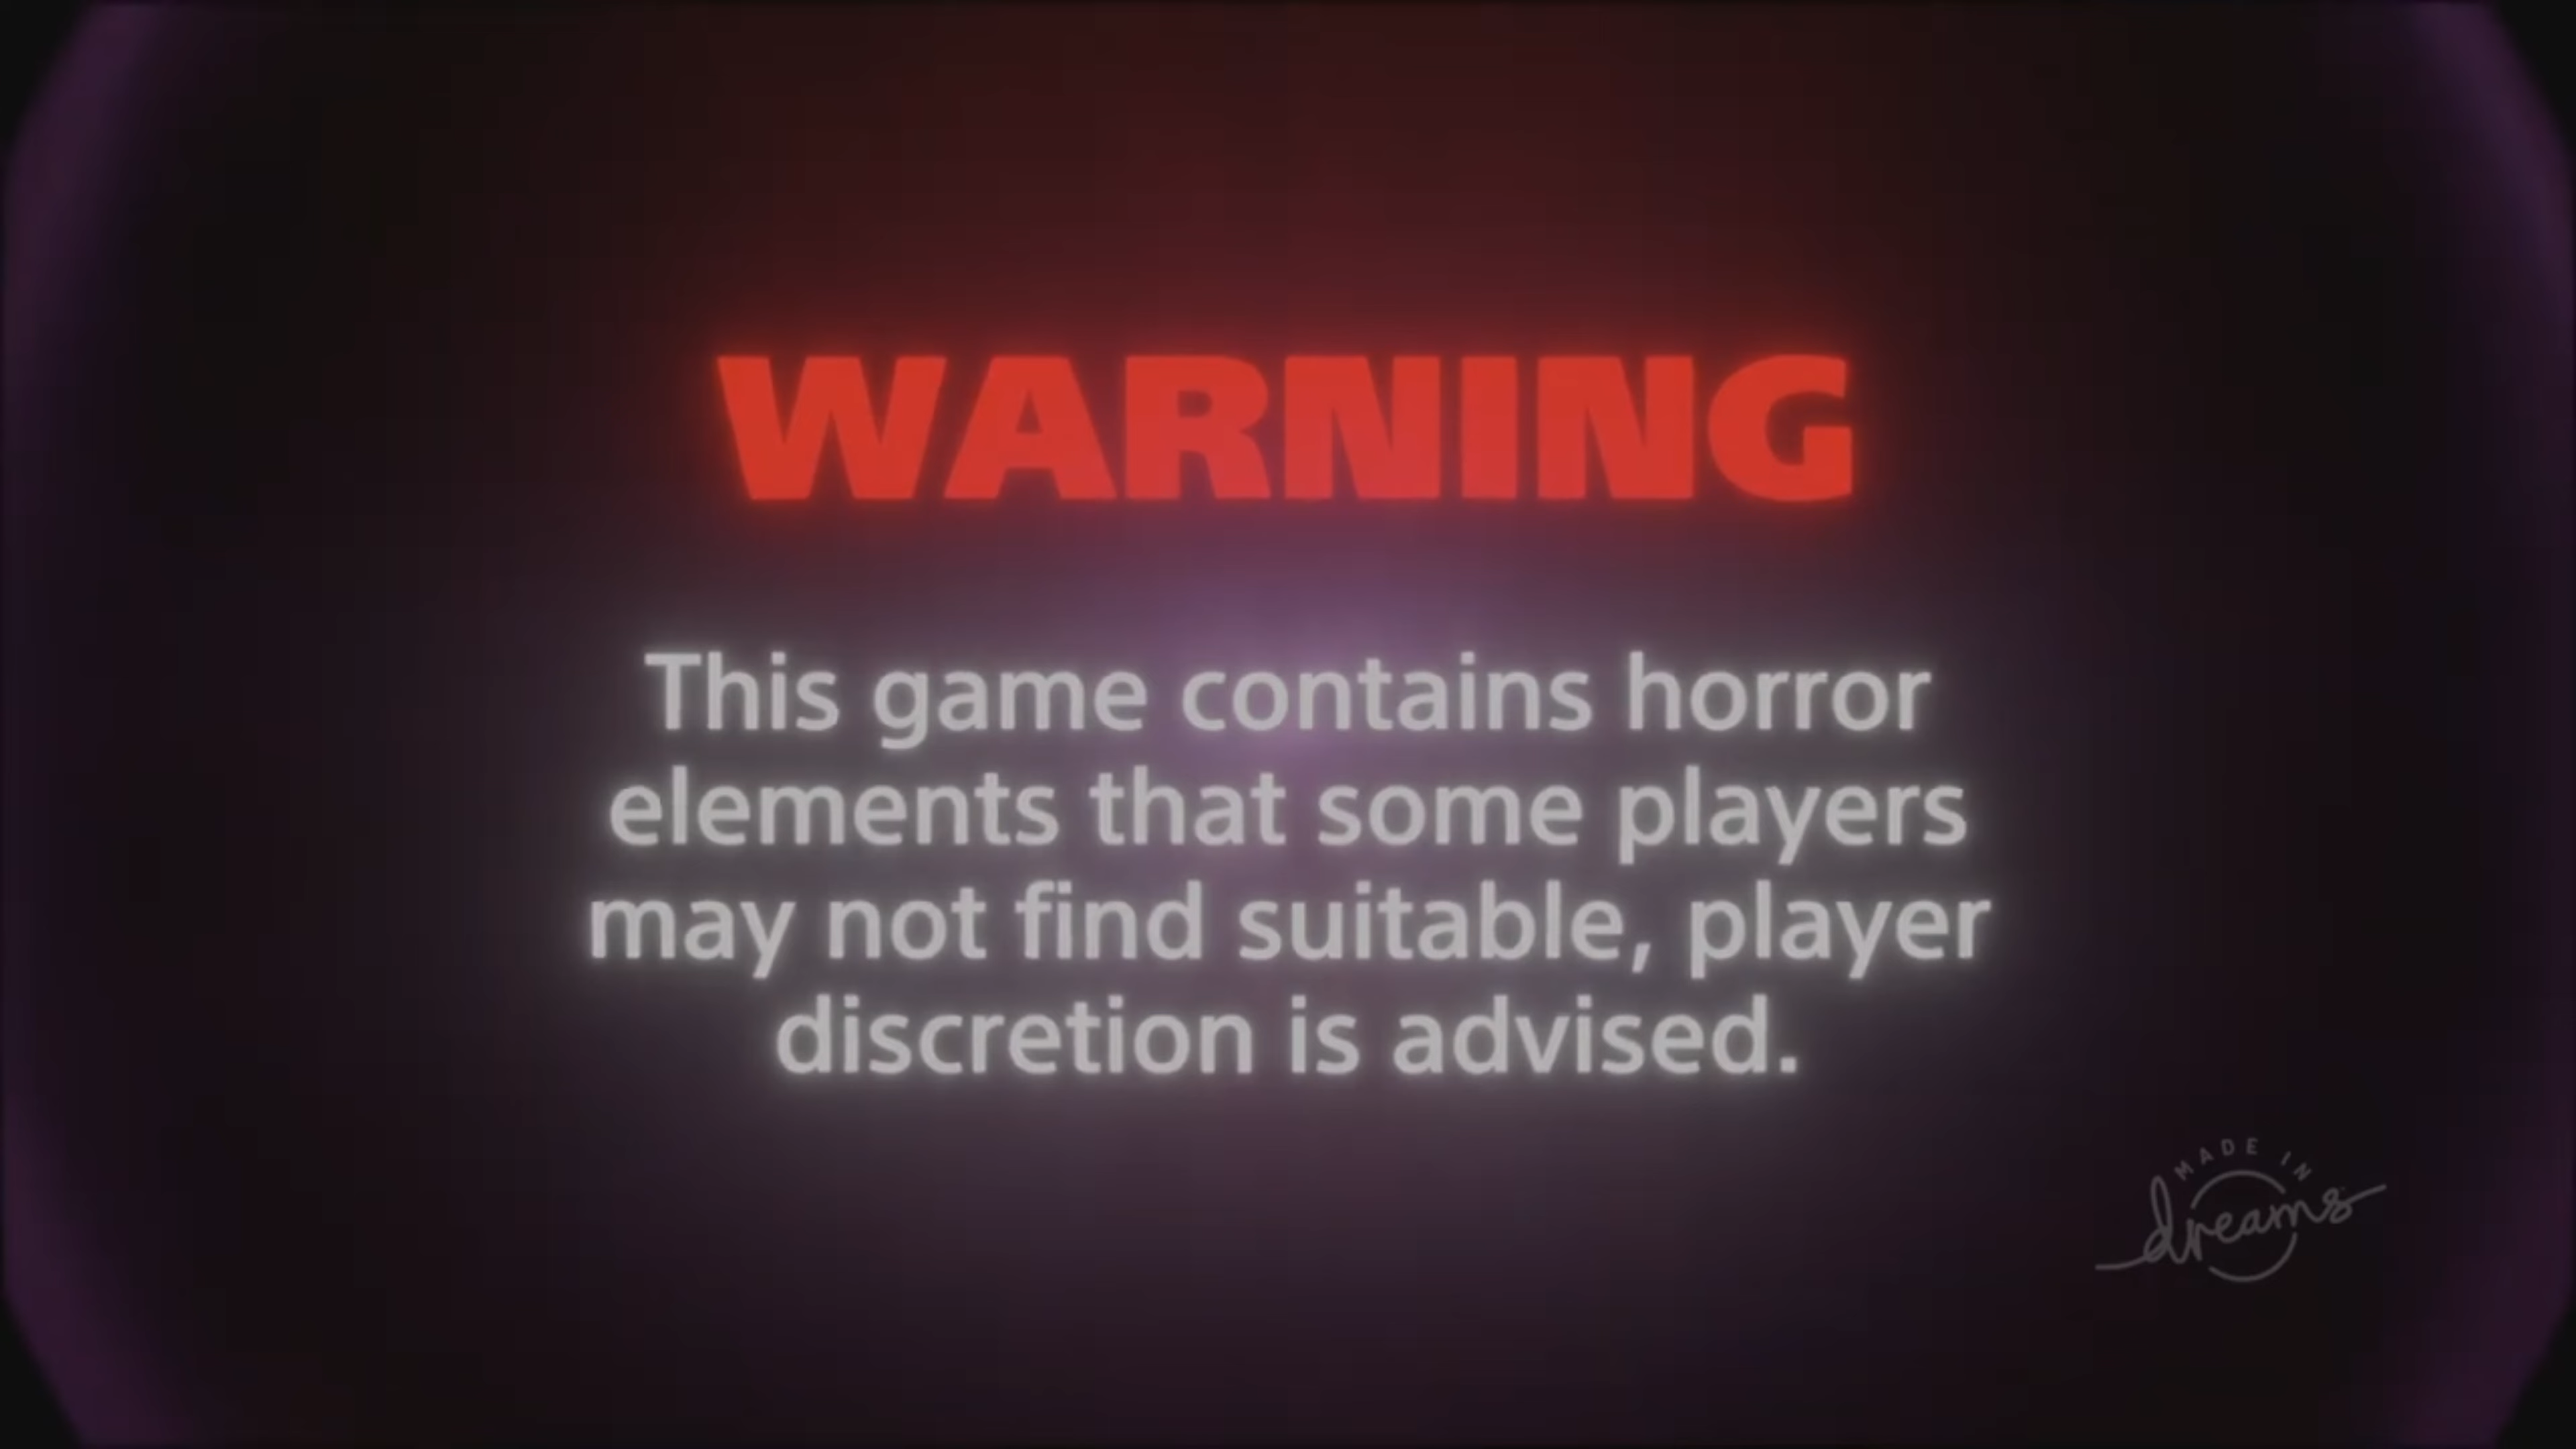 WARNING
This game contains horror
elements that some players
may not find suitable, player
discretion is advised.
MADE IN
dreams